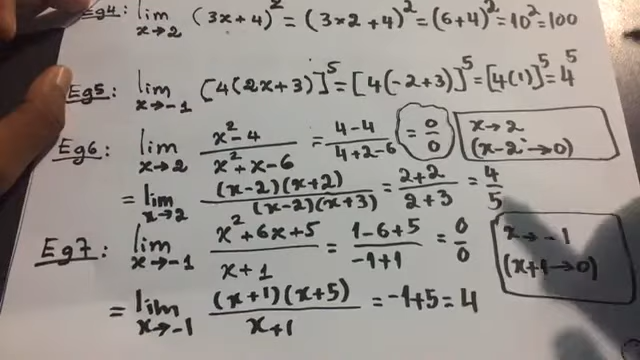 Eg4: lim x→2 (3x+4)² = (3×2+4)² = (6+4)² = 10² = 100
Eg5: lim x→-1 [4(2x+3)]⁵ = [4(-2+3)]⁵ = [4(1)]⁵ = 4⁵
Eg6: lim x→2 (x²-4)/(x²+x-6) = (4-4)/(4+2-6) = 0/0
x→2
(x-2→0)
= lim x→2 (x-2)(x+2)/(x-2)(x+3) = (2+2)/(2+3) = 4/5
Eg7: lim x→-1 (x²+6x+5)/(x+1) = (1-6+5)/(-1+1) = 0/0
x→-1
(x+1→0)
= lim x→-1 (x+1)(x+5)/(x+1) = -1+5 = 4